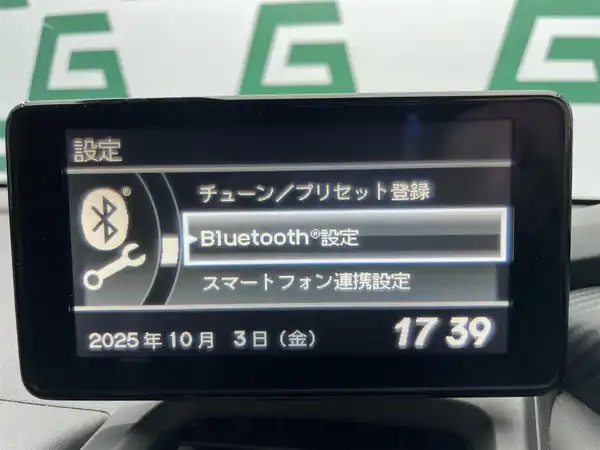 G G G
設定
チューン／プリセット登録
Bluetooth®設定
スマートフォン連携設定
®
2025年10月 3日（金）
17 39